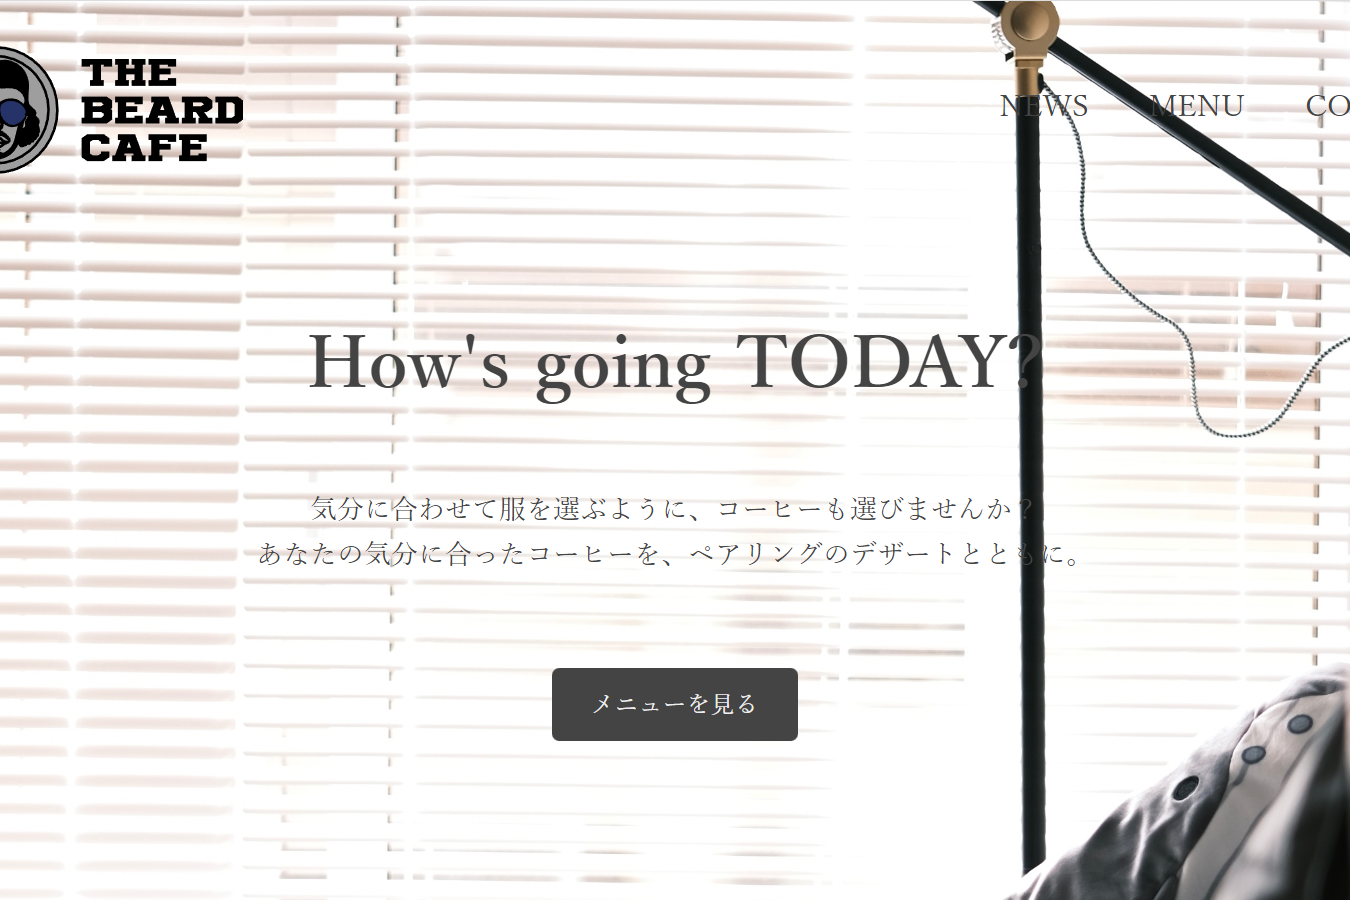 THE
BEARD
CAFE
NEWS MENU CO
How's going TODAY?
気分に合わせて服を選ぶように、コーヒーも選びませんか？
あなたの気分に合ったコーヒーを、ペアリングのデザートとともに。
メニューを見る